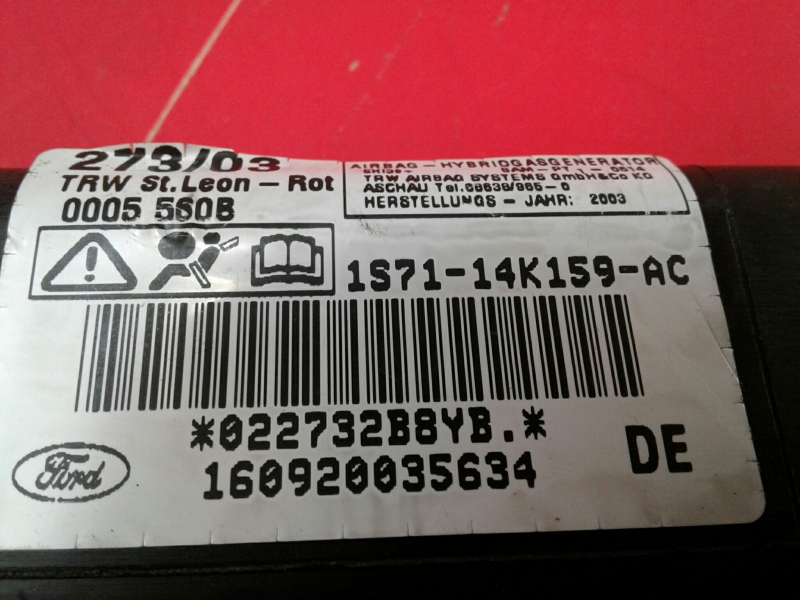 273/03
TRW St.Leon - Rot
0005 560B
AIRBAG - HYBRIDGASGENERATOR
TRW AIRBAG SYSTEMS GmbH&Co KG
ASCHAU Tel.08638/965-0
HERSTELLUNGS - JAHR: 2003
1S71-14K159-AC
*022732B8YB.*
160920035634
DE
Ford